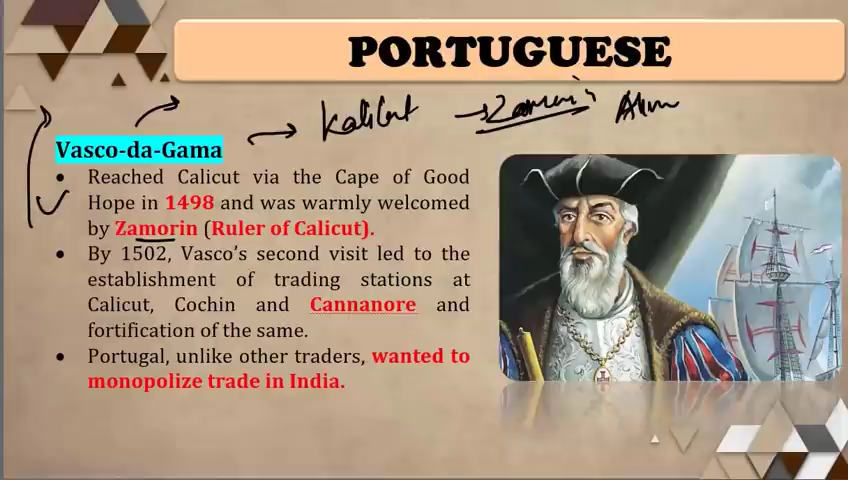 PORTUGUESE
Kalicut → Zamorin
Vasco-da-Gama
• Reached Calicut via the Cape of Good
Hope in 1498 and was warmly welcomed
by Zamorin (Ruler of Calicut).
• By 1502, Vasco's second visit led to the
establishment of trading stations at
Calicut, Cochin and Cannanore and
fortification of the same.
• Portugal, unlike other traders, wanted to
monopolize trade in India.